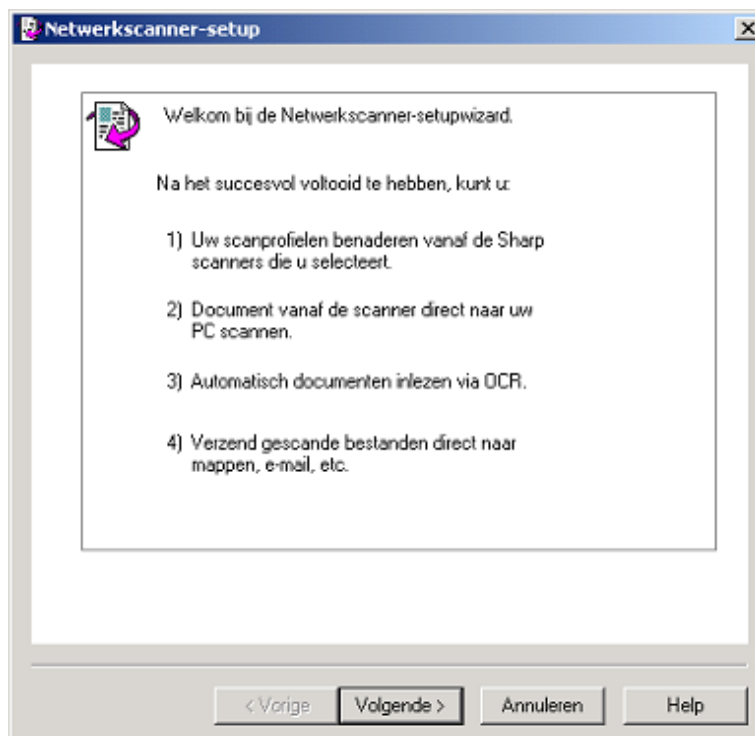 Netwerkscanner-setup
Welkom bij de Netwerkscanner-setupwizard.
Na het succesvol voltooid te hebben, kunt u:
1) Uw scanprofielen benaderen vanaf de Sharp
scanners die u selecteert.
2) Document vanaf de scanner direct naar uw
PC scannen.
3) Automatisch documenten inlezen via OCR.
4) Verzend gescande bestanden direct naar
mappen, e-mail, etc.
< Vorige Volgende > Annuleren Help